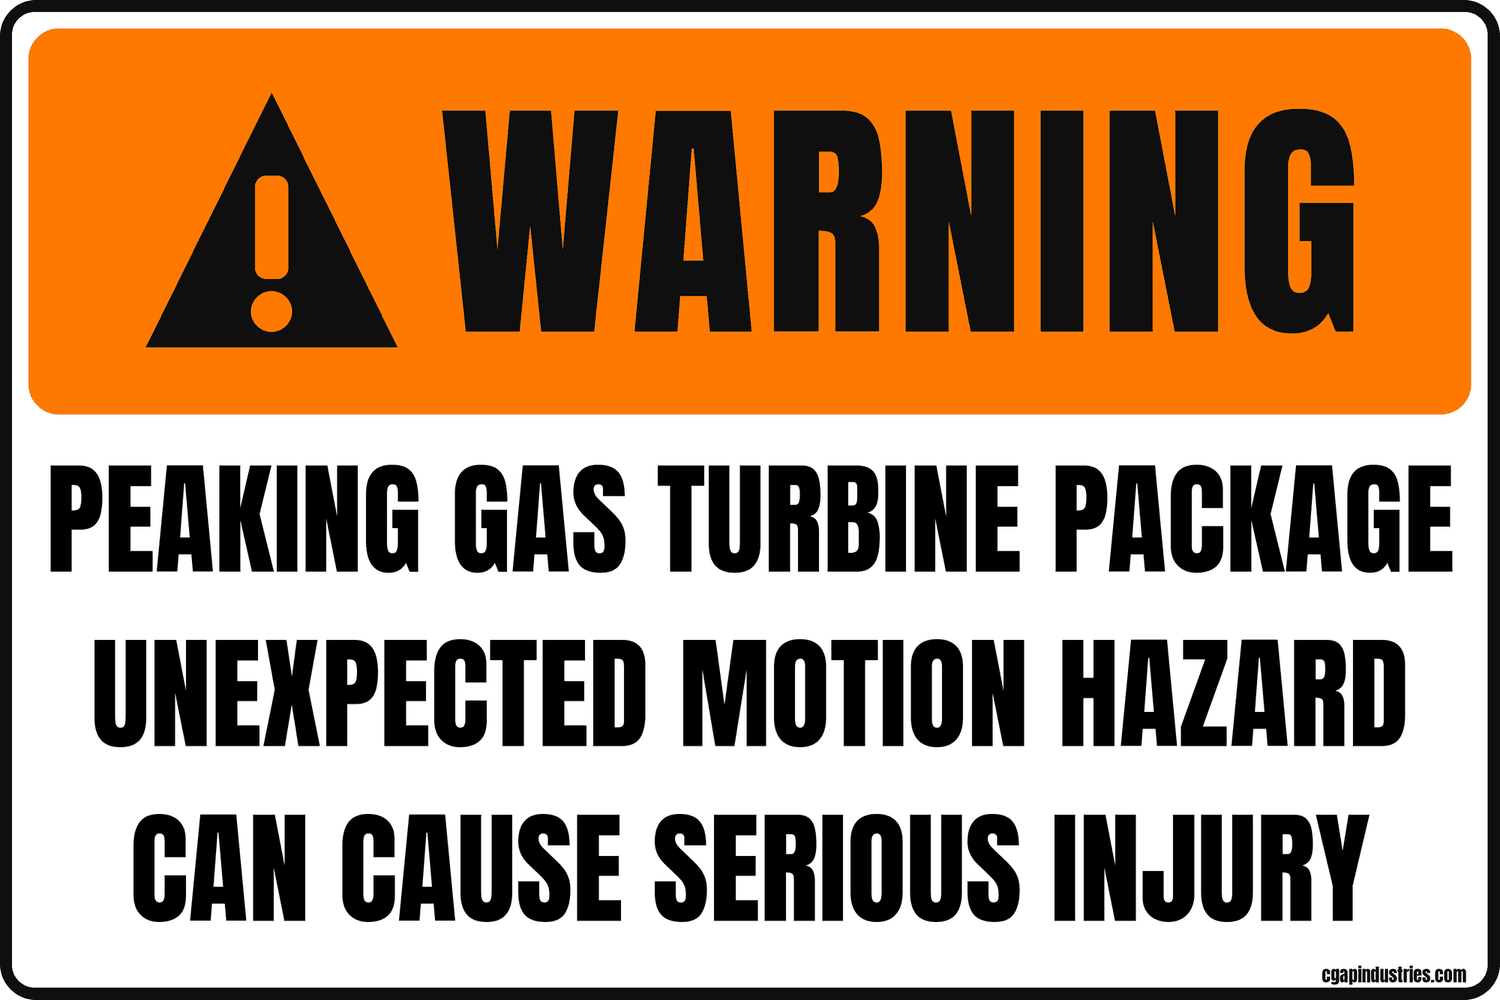 WARNING
PEAKING GAS TURBINE PACKAGE
UNEXPECTED MOTION HAZARD
CAN CAUSE SERIOUS INJURY
cgapindustries.com